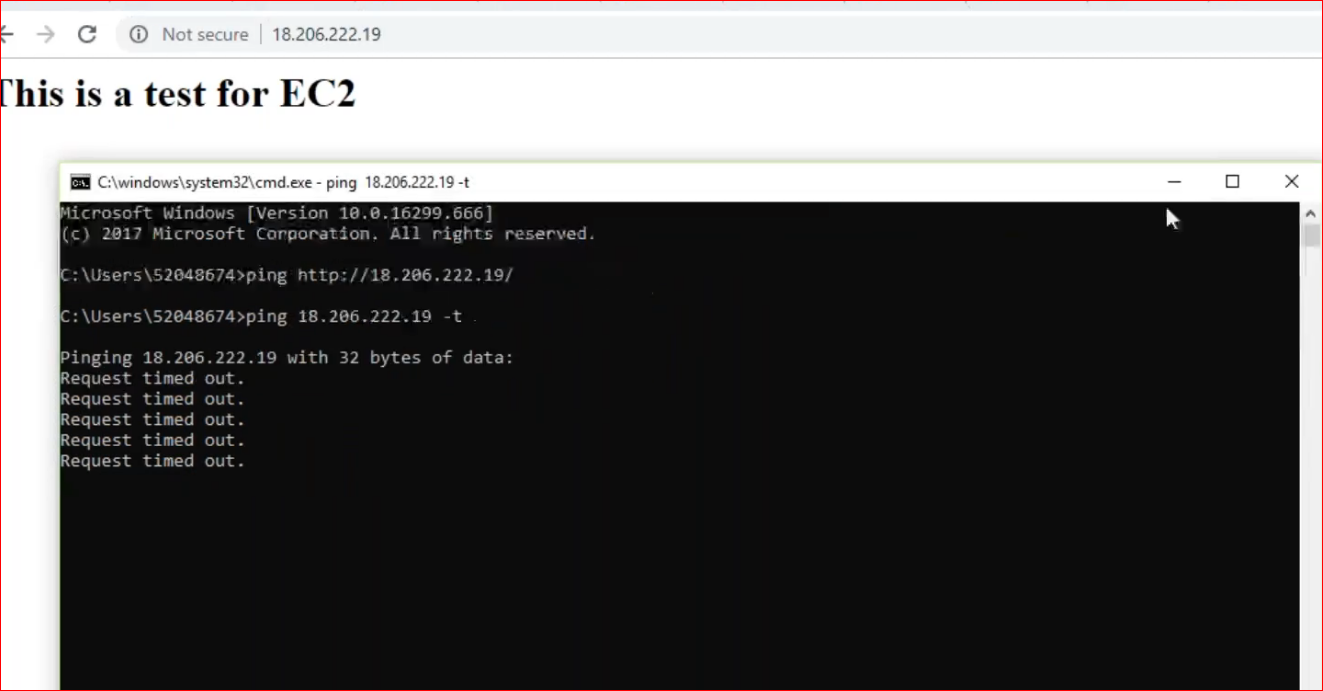 Not secure | 18.206.222.19
This is a test for EC2
C:\windows\system32\cmd.exe - ping 18.206.222.19 -t
Microsoft Windows [Version 10.0.16299.666]
(c) 2017 Microsoft Corporation. All rights reserved.
C:\Users\52048674>ping http://18.206.222.19/
C:\Users\52048674>ping 18.206.222.19 -t
Pinging 18.206.222.19 with 32 bytes of data:
Request timed out.
Request timed out.
Request timed out.
Request timed out.
Request timed out.